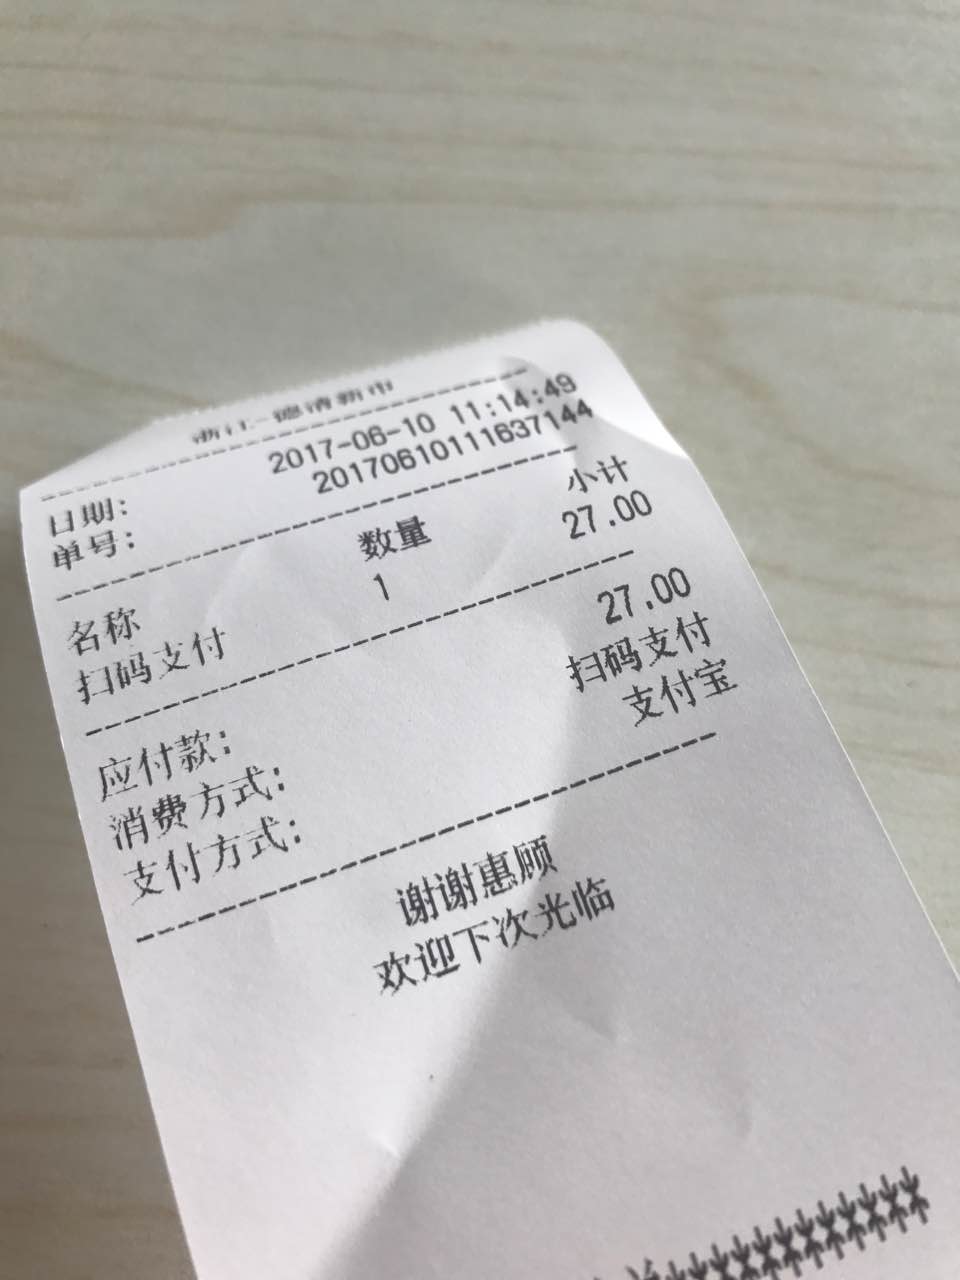 浙江-德清新市
日期: 2017-06-10 11:14:49
单号: 20170610111637144
名称 数量 小计
扫码支付 1 27.00
应付款: 27.00
消费方式: 扫码支付
支付方式: 支付宝
谢谢惠顾
欢迎下次光临